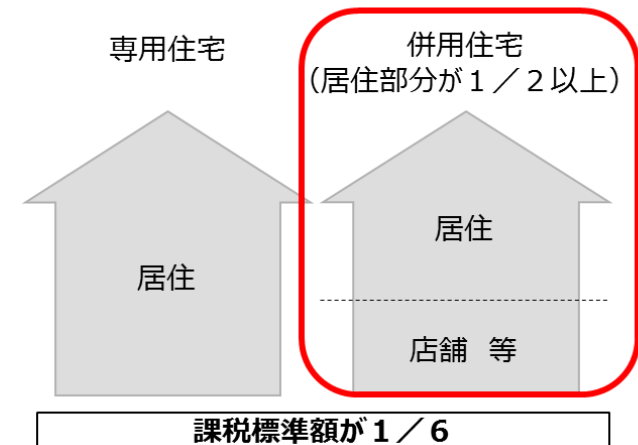 専用住宅
併用住宅
(居住部分が1／2以上)
居住
居住
店舗 等
課税標準額が1／6